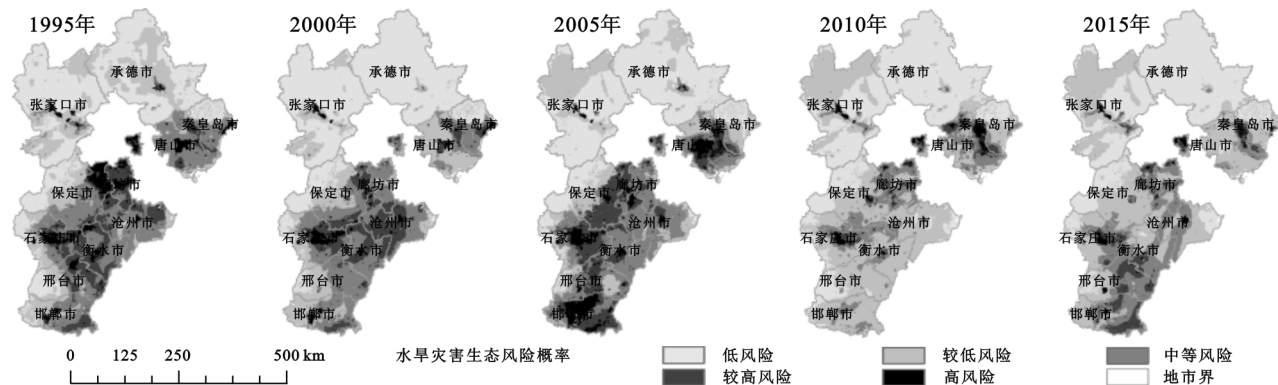 1995年
承德市
张家口市
秦皇岛市
唐山市
坊市
保定市
沧州市
石家庄市
衡水市
邢台市
邯郸市
2000年
承德市
张家口市
秦皇岛市
唐山市
廊坊市
保定市
沧州市
石家庄市
衡水市
邢台市
邯郸市
2005年
承德市
张家口市
秦皇岛市
唐山市
廊坊市
保定市
沧州市
石家庄市
衡水市
邢台市
邯郸市
2010年
承德市
张家口市
秦皇岛市
唐山市
廊坊市
保定市
沧州市
石家庄市
衡水市
邢台市
邯郸市
2015年
承德市
张家口市
秦皇岛市
唐山市
廊坊市
保定市
沧州市
石家庄市
衡水市
邢台市
邯郸市
0 125 250 500 km
水旱灾害生态风险概率
低风险 较低风险 中等风险
较高风险 高风险 地市界